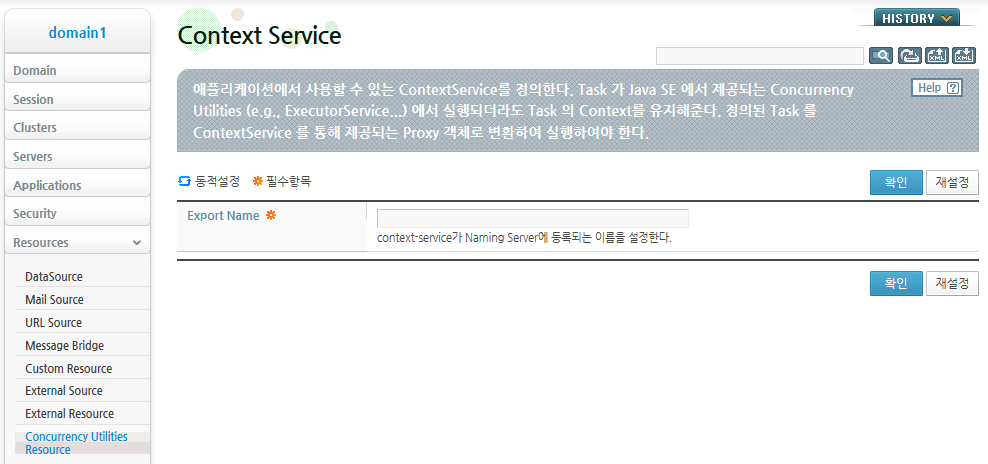 domain1
Domain
Session
Clusters
Servers
Applications
Security
Resources
DataSource
Mail Source
URL Source
Message Bridge
Custom Resource
External Source
External Resource
Concurrency Utilities
Resource
HISTORY
Context Service
XML
XML
애플리케이션에서 사용할 수 있는 ContextService를 정의한다. Task 가 Java SE 에서 제공되는 Concurrency
Utilities (e.g., ExecutorService...) 에서 실행되더라도 Task 의 Context를 유지해준다. 정의된 Task 를
ContextService 를 통해 제공되는 Proxy 객체로 변환하여 실행하여야 한다.
Help ?
동적설정 필수항목
확인 재설정
Export Name
context-service가 Naming Server에 등록되는 이름을 설정한다.
확인 재설정